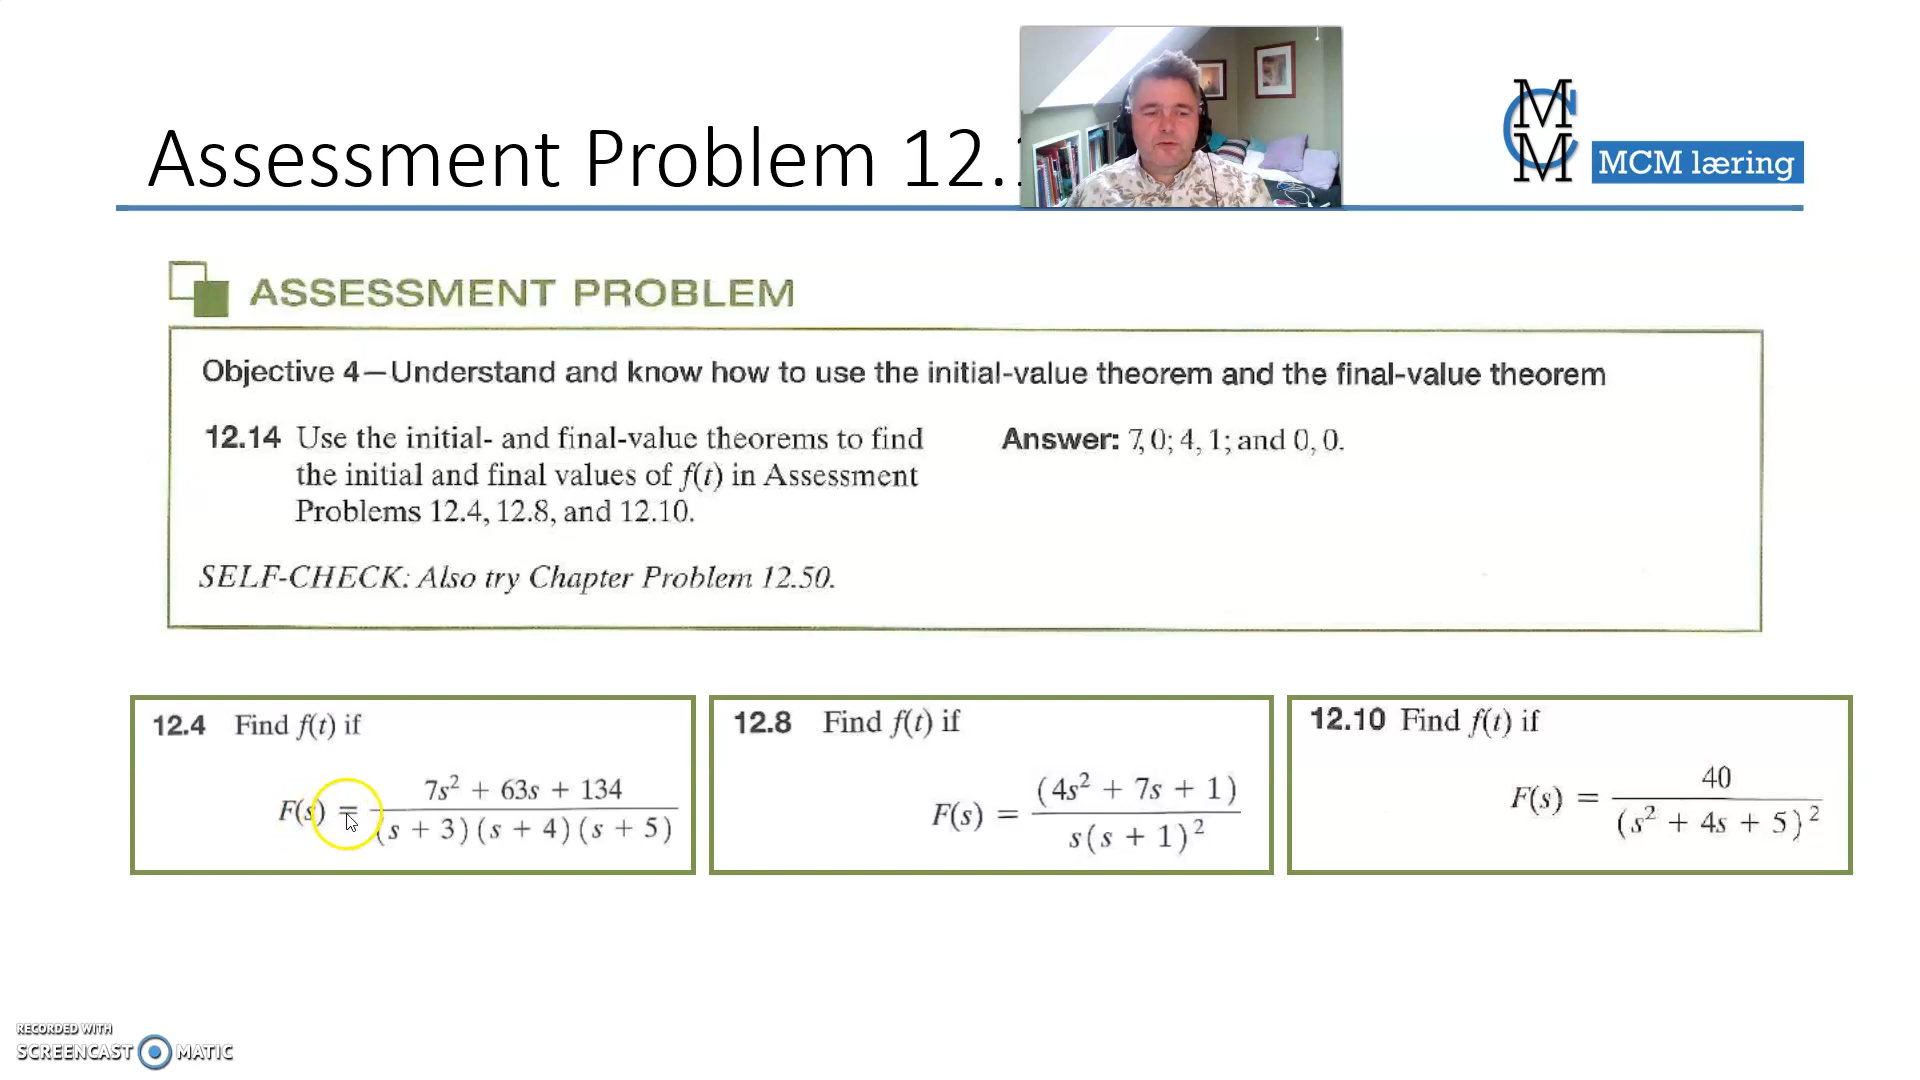 Assessment Problem 12.
MCM
MCM læring
ASSESSMENT PROBLEM
Objective 4—Understand and know how to use the initial-value theorem and the final-value theorem
12.14 Use the initial- and final-value theorems to find
the initial and final values of f(t) in Assessment
Problems 12.4, 12.8, and 12.10.
Answer: 7, 0; 4, 1; and 0, 0.
SELF-CHECK: Also try Chapter Problem 12.50.
12.4 Find f(t) if
F(s) = (7s² + 63s + 134) / ((s + 3)(s + 4)(s + 5))
12.8 Find f(t) if
F(s) = (4s² + 7s + 1) / (s(s + 1)²)
12.10 Find f(t) if
F(s) = 40 / (s² + 4s + 5)²
RECORDED WITH
SCREENCAST MATIC